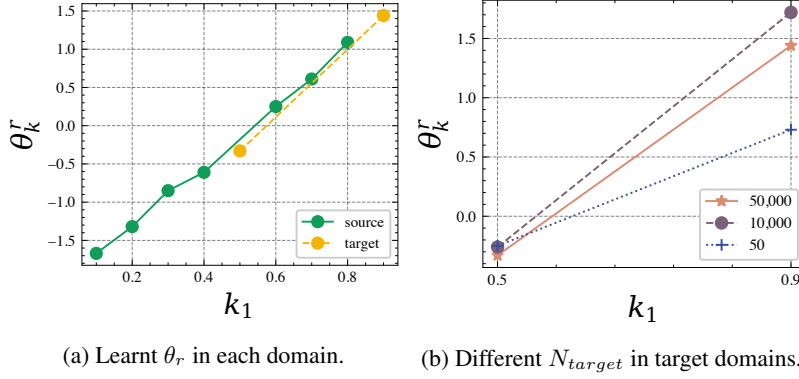 1.5
1.0
0.5
0.0
−0.5
−1.0
−1.5
θ_k^r
0.2
0.4
0.6
0.8
k_1
source
target
(a) Learnt θ_r in each domain.
1.5
1.0
0.5
0.0
θ_k^r
0.5
0.9
k_1
50,000
10,000
50
(b) Different N_{target} in target domains.